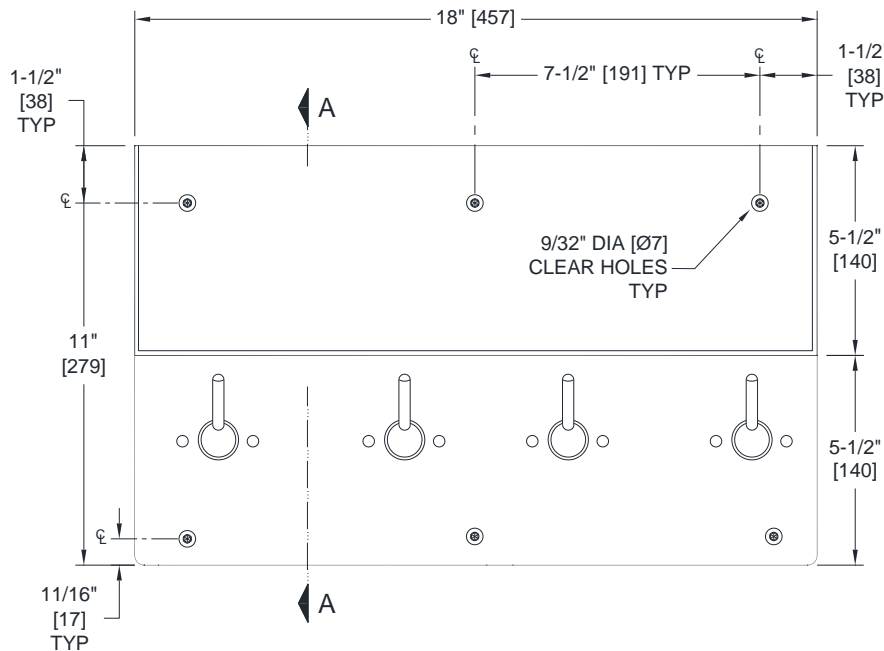 18" [457]
℄
℄
7-1/2" [191] TYP
1-1/2
[38]
TYP
1-1/2"
[38]
TYP
A
℄
9/32" DIA [Ø7]
CLEAR HOLES
TYP
5-1/2"
[140]
11"
[279]
5-1/2"
[140]
℄
11/16"
[17]
TYP
A